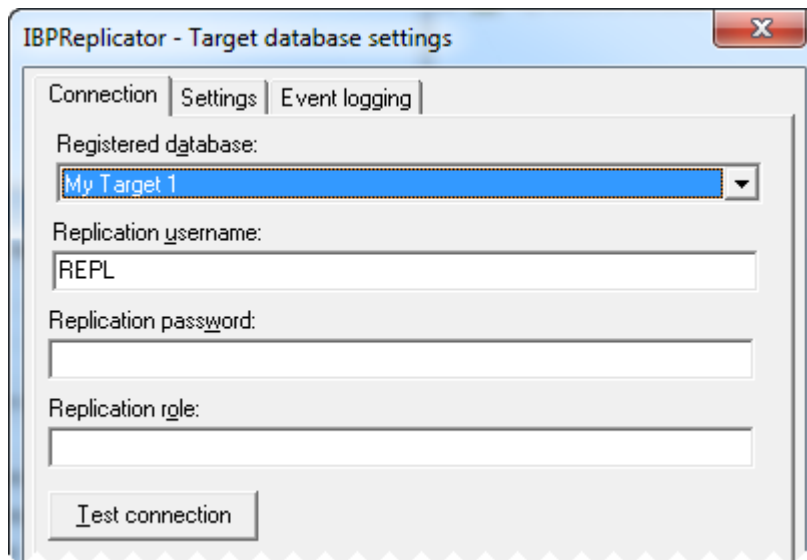 IBPReplicator - Target database settings
Connection Settings Event logging
Registered database:
My Target 1
Replication username:
REPL
Replication password:
Replication role:
Test connection